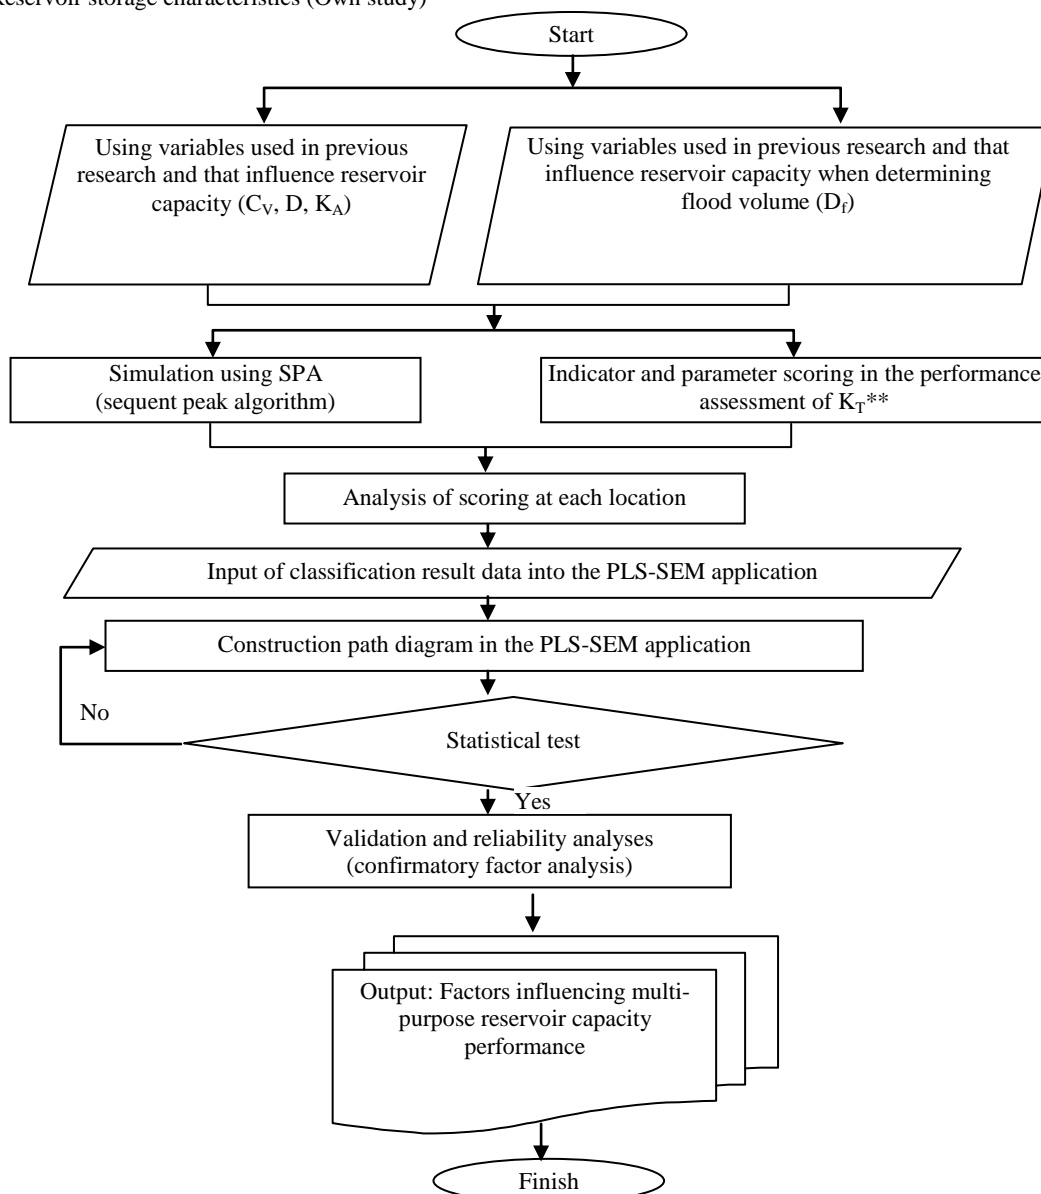 Reservoir storage characteristics (Own study)
Start
Using variables used in previous
research and that influence reservoir
capacity (C_V, D, K_A)
Using variables used in previous research and that
influence reservoir capacity when determining
flood volume (D_f)
Simulation using SPA
(sequent peak algorithm)
Indicator and parameter scoring in the performance
assessment of K_T**
Analysis of scoring at each location
Input of classification result data into the PLS-SEM application
Construction path diagram in the PLS-SEM application
No
Statistical test
Yes
Validation and reliability analyses
(confirmatory factor analysis)
Output: Factors influencing multi-
purpose reservoir capacity
performance
Finish